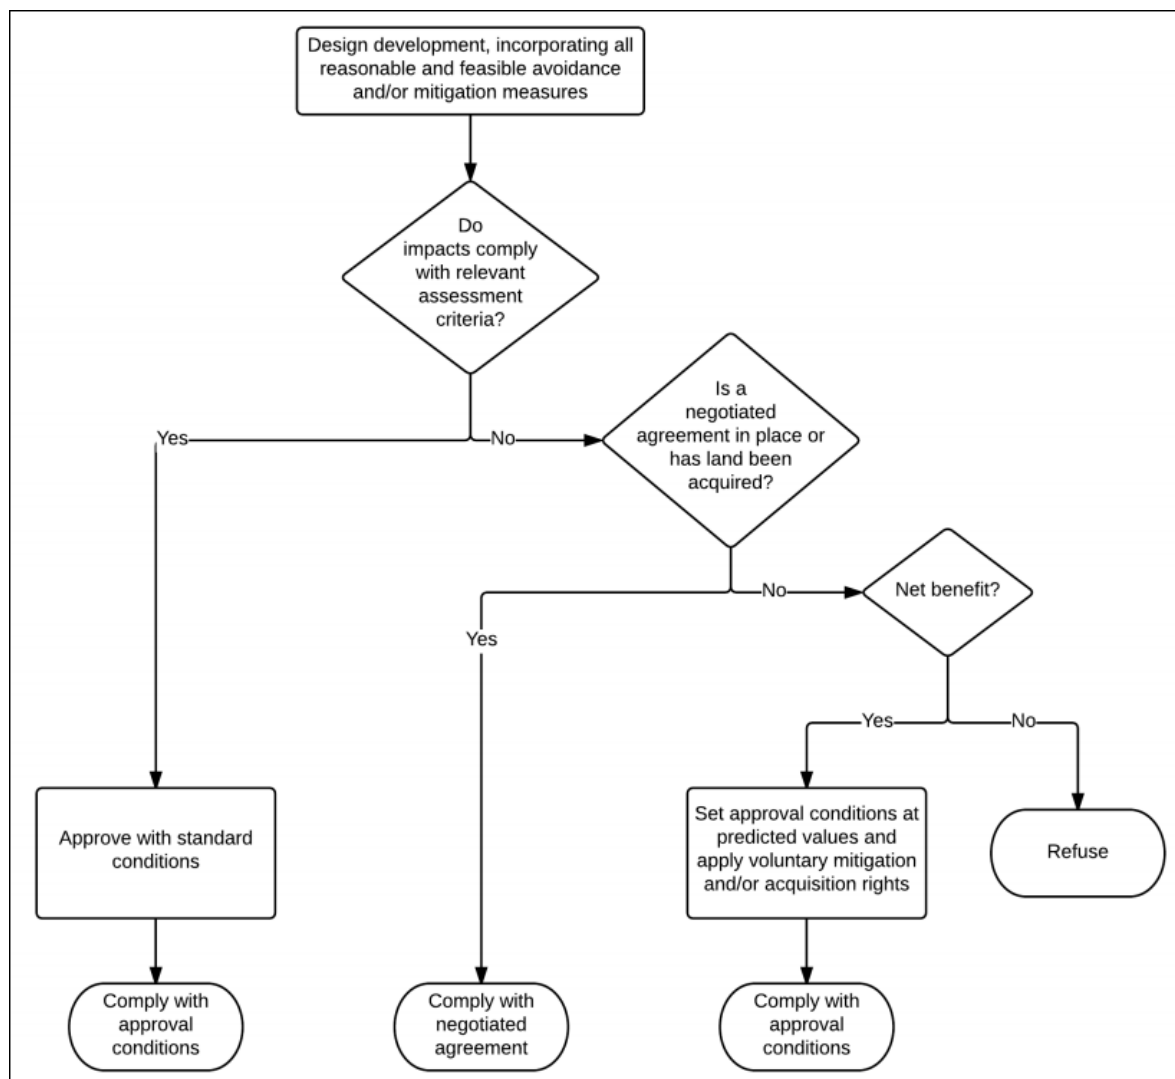 Design development, incorporating all
reasonable and feasible avoidance
and/or mitigation measures
Do
impacts comply
with relevant
assessment
criteria?
Yes
No
Is a
negotiated
agreement in place or
has land been
acquired?
Yes
No
Net benefit?
Yes
No
Approve with standard
conditions
Set approval conditions at
predicted values and
apply voluntary mitigation
and/or acquisition rights
Refuse
Comply with
approval
conditions
Comply with
negotiated
agreement
Comply with
approval
conditions